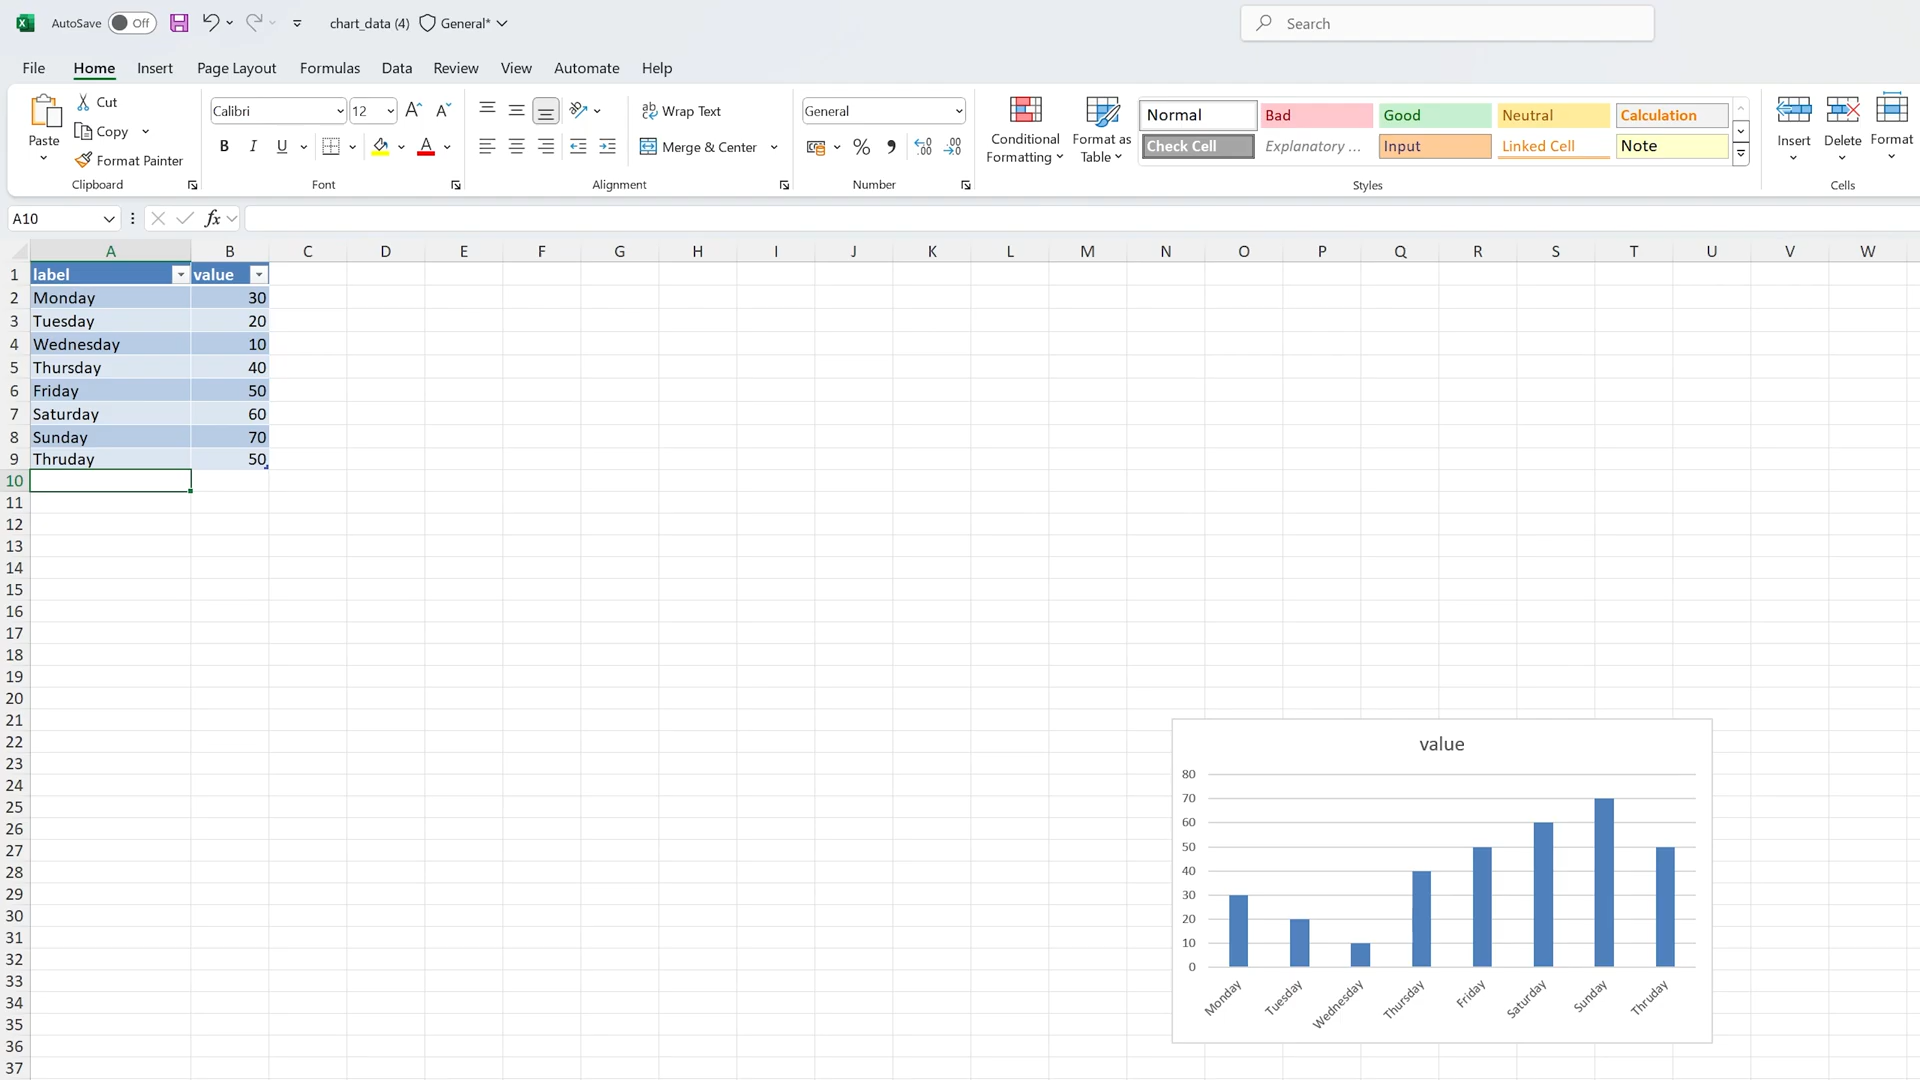 AutoSave Off chart_data (4) General* Search
File Home Insert Page Layout Formulas Data Review View Automate Help
Paste Cut Copy Format Painter
Calibri 12
B I U A
Wrap Text
Merge & Center
General
% 9
Conditional Formatting
Format as Table
Normal Bad Good Neutral Calculation
Check Cell Explanatory ... Input Linked Cell Note
Insert Delete Format
Clipboard Font Alignment Number Styles Cells
A10 fx
A B C D E F G H I J K L M N O P Q R S T U V W
1 label value
2 Monday 30
3 Tuesday 20
4 Wednesday 10
5 Thursday 40
6 Friday 50
7 Saturday 60
8 Sunday 70
9 Thruday 50
10
11
12
13
14
15
16
17
18
19
20
21
22
23
24
25
26
27
28
29
30
31
32
33
34
35
36
37
value
80
70
60
50
40
30
20
10
0
Monday Tuesday Wednesday Thursday Friday Saturday Sunday Thruday